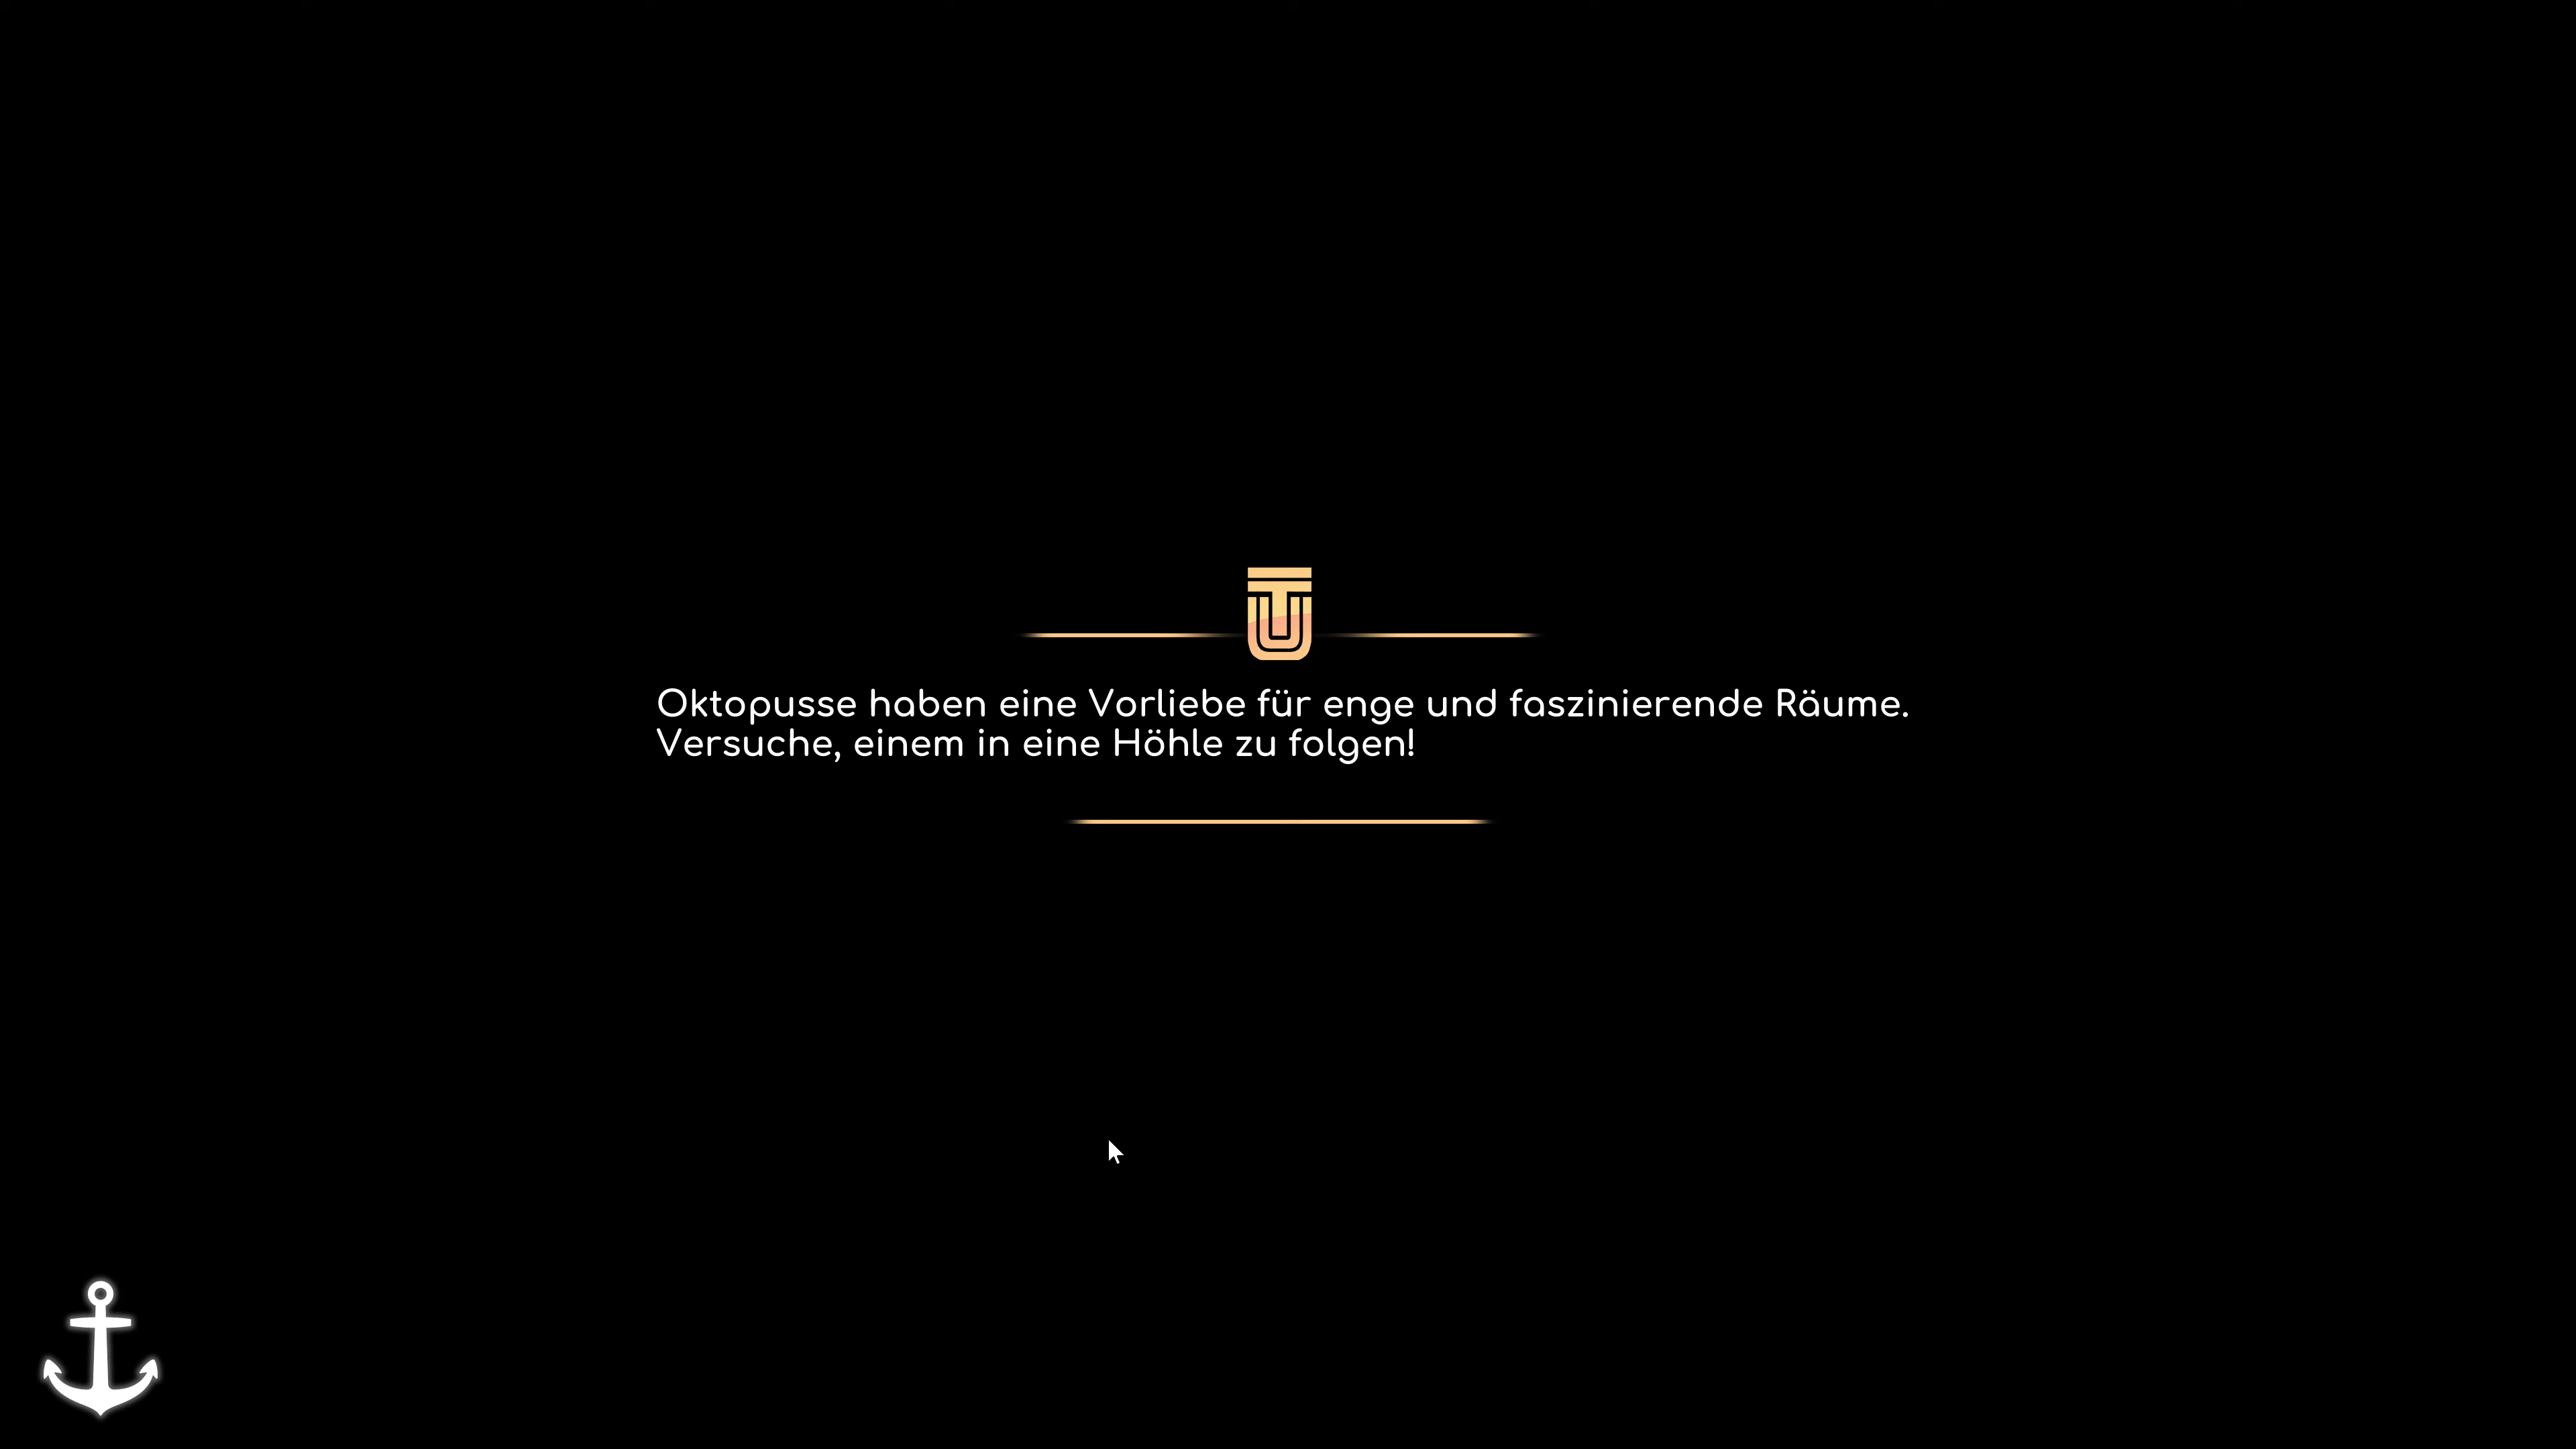 Oktopusse haben eine Vorliebe für enge und faszinierende Räume.
Versuche, einem in eine Höhle zu folgen!